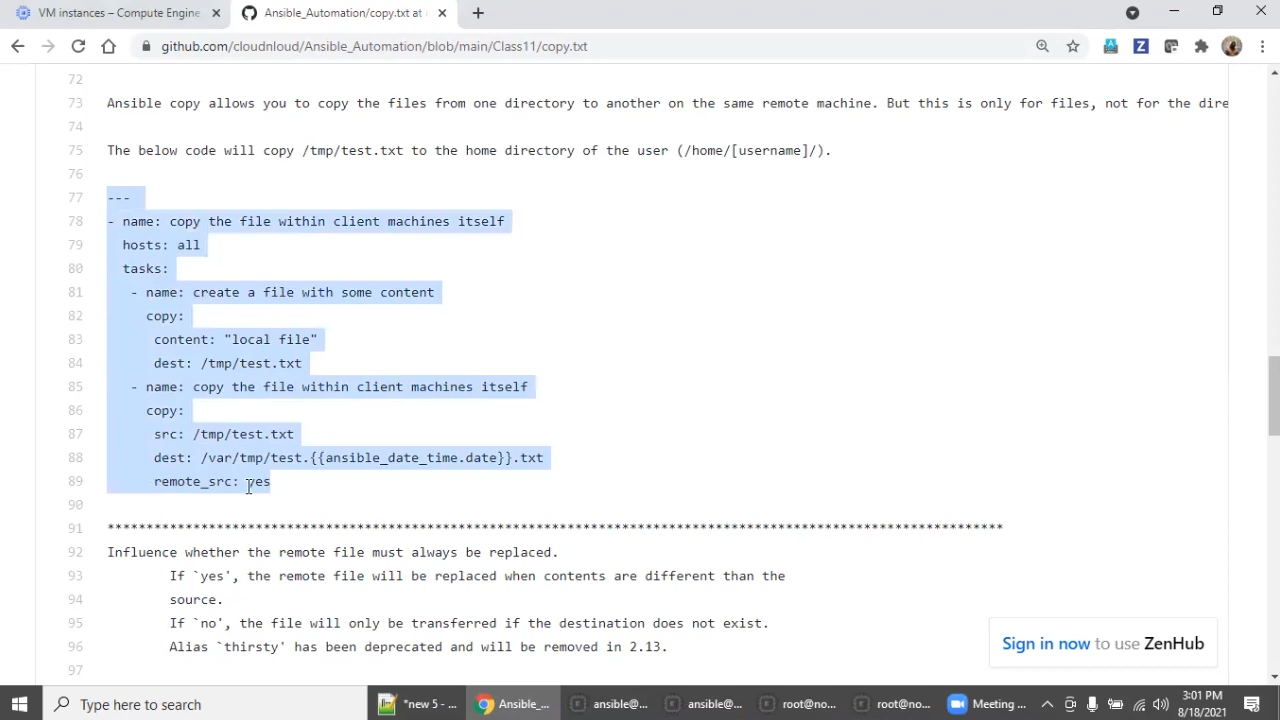 VM instances – Compute Engine
Ansible_Automation/copy.txt at
github.com/cloudnloud/Ansible_Automation/blob/main/Class11/copy.txt
72
73 Ansible copy allows you to copy the files from one directory to another on the same remote machine. But this is only for files, not for the dire
74
75 The below code will copy /tmp/test.txt to the home directory of the user (/home/[username]/).
76
77 ---
78 - name: copy the file within client machines itself
79 hosts: all
80 tasks:
81 - name: create a file with some content
82 copy:
83 content: "local file"
84 dest: /tmp/test.txt
85 - name: copy the file within client machines itself
86 copy:
87 src: /tmp/test.txt
88 dest: /var/tmp/test.{{ansible_date_time.date}}.txt
89 remote_src: yes
90
91 *******************************************************************************************************************
92 Influence whether the remote file must always be replaced.
93 If `yes', the remote file will be replaced when contents are different than the
94 source.
95 If `no', the file will only be transferred if the destination does not exist.
96 Alias `thirsty' has been deprecated and will be removed in 2.13.
97
Sign in now to use ZenHub
Type here to search
*new 5 - ...
Ansible_...
ansible@...
ansible@...
root@no...
root@no...
Meeting ...
3:01 PM
8/18/2021